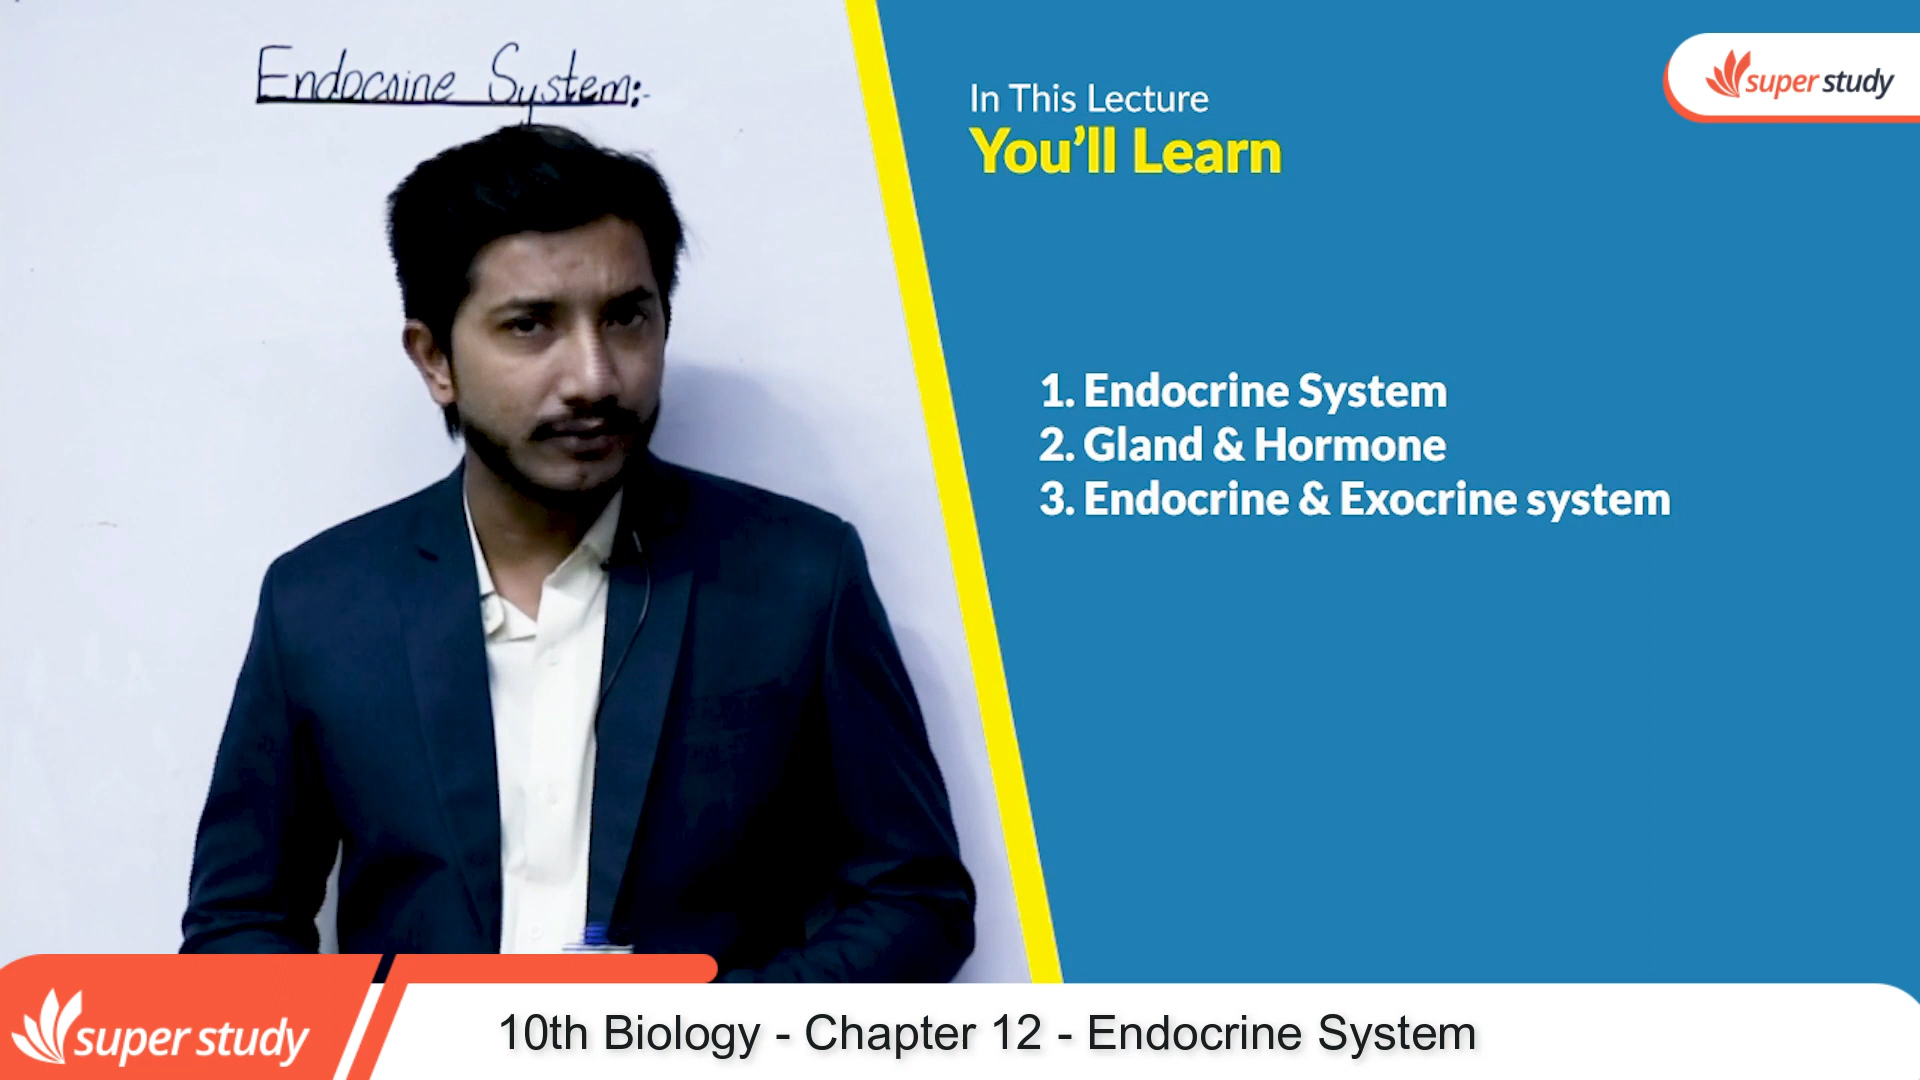 Endocrine System:-
In This Lecture
You'll Learn
super study
1. Endocrine System
2. Gland & Hormone
3. Endocrine & Exocrine system
super study
10th Biology - Chapter 12 - Endocrine System